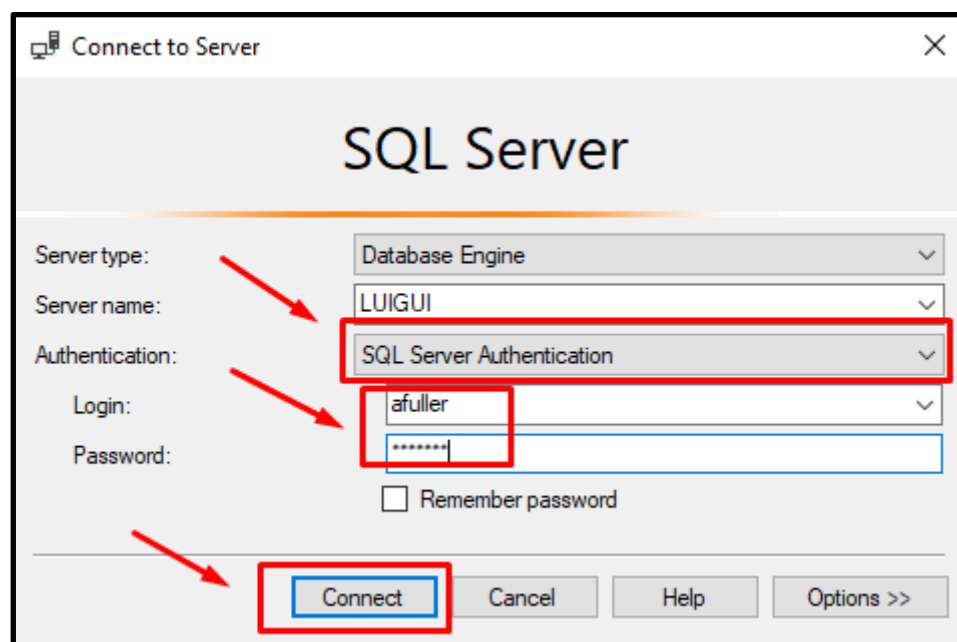 Connect to Server
SQL Server
Server type: Database Engine
Server name: LUIGUI
Authentication: SQL Server Authentication
Login: afuller
Password: *******
Remember password
Connect Cancel Help Options >>